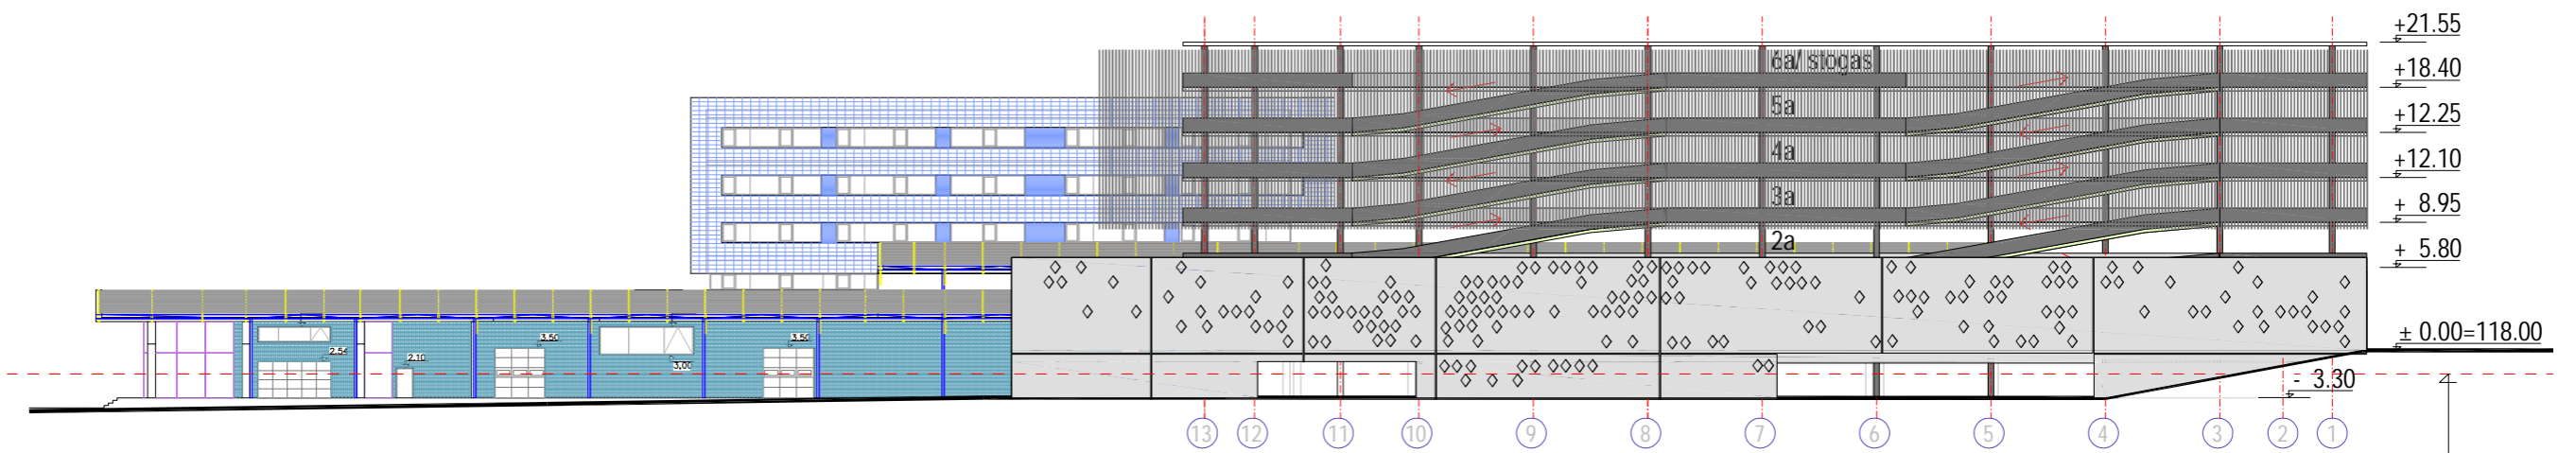 +21.55
6a/ stogas
+18.40
5a
+12.25
4a
+12.10
3a
+ 8.95
2a
+ 5.80
± 0.00=118.00
2.54
2.10
3.50
3,00
3.50
- 3.30
13 12 11 10 9 8 7 6 5 4 3 2 1